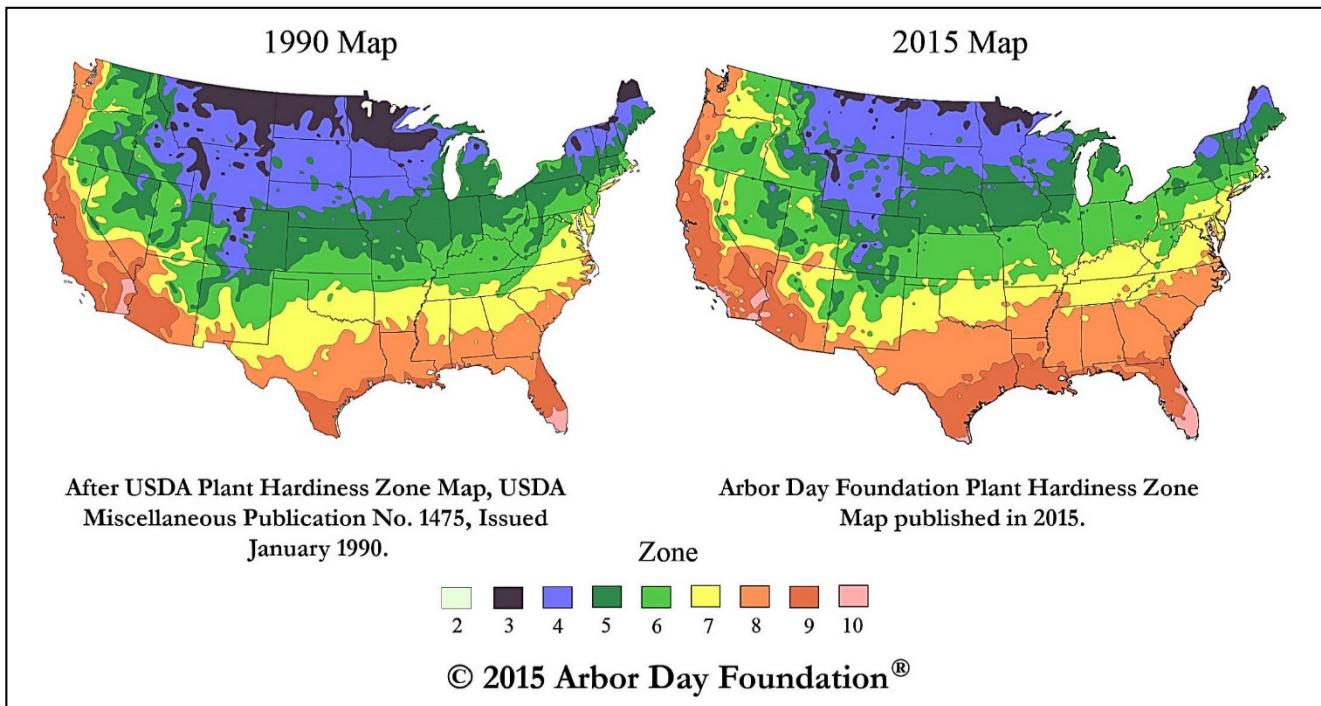 1990 Map
2015 Map
After USDA Plant Hardiness Zone Map, USDA
Miscellaneous Publication No. 1475, Issued
January 1990.
Arbor Day Foundation Plant Hardiness Zone
Map published in 2015.
Zone
2 3 4 5 6 7 8 9 10
© 2015 Arbor Day Foundation®